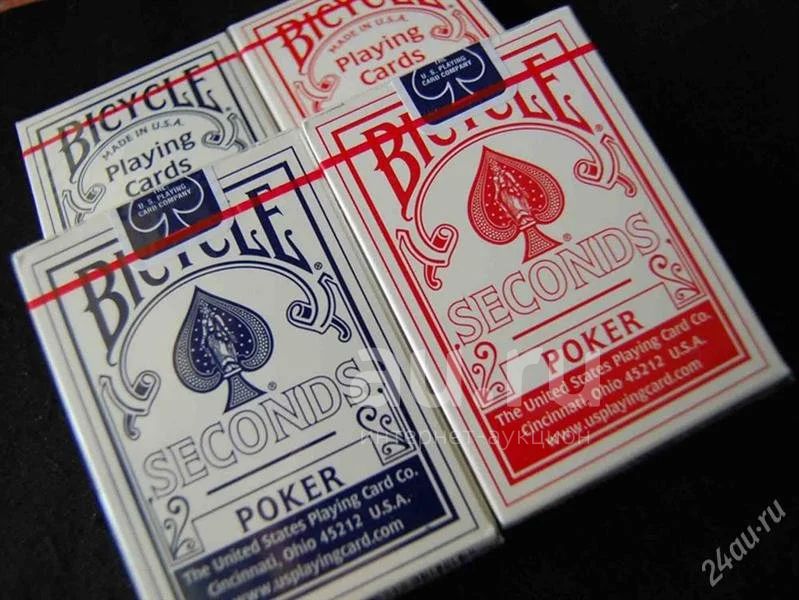 BICYCLE®
MADE IN U.S.A.
Playing
Cards
BICYCLE®
MADE IN U.S.A.
Playing
Cards
THE
U. S. PLAYING
CARD COMPANY
BICYCLE®
SECONDS
®
POKER
The United States Playing Card Co.
Cincinnati, Ohio 45212 U.S.A.
www.usplayingcard.com
THE
U. S. PLAYING
CARD COMPANY
BICYCLE®
SECONDS
®
POKER
The United States Playing Card Co.
Cincinnati, Ohio 45212 U.S.A.
www.usplayingcard.com
au.ru
интернет-аукцион
24au.ru